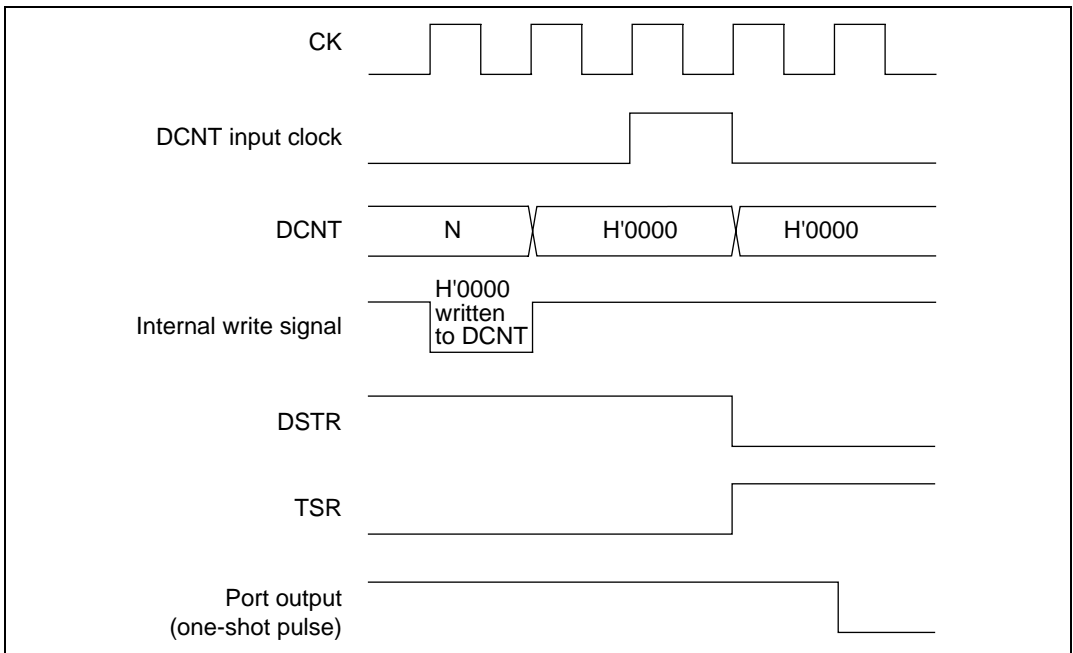 CK
DCNT input clock
DCNT
N
H'0000
H'0000
Internal write signal
H'0000
written
to DCNT
DSTR
TSR
Port output
(one-shot pulse)